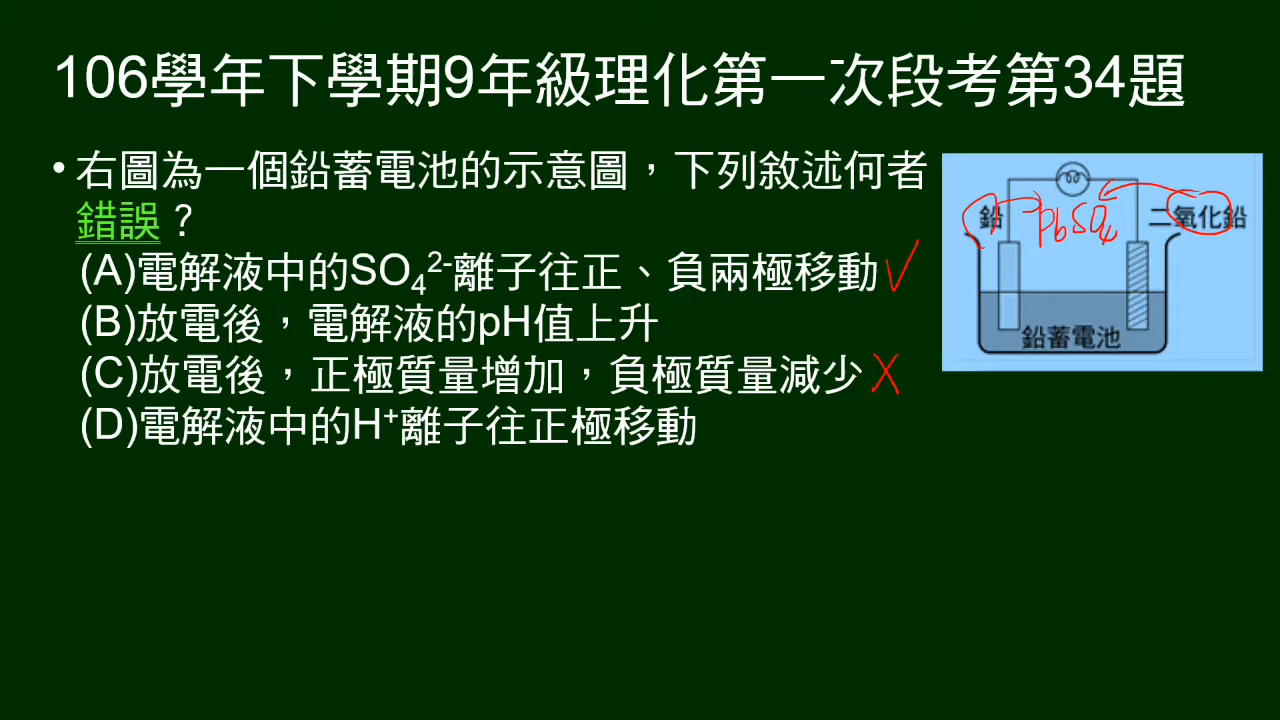 106學年下學期9年級理化第一次段考第34題
• 右圖為一個鉛蓄電池的示意圖，下列敘述何者
錯誤？
(A)電解液中的SO₄²⁻離子往正、負兩極移動✓
(B)放電後，電解液的pH值上升
(C)放電後，正極質量增加，負極質量減少X
(D)電解液中的H⁺離子往正極移動
鉛 PbSO₄ 二氧化鉛
鉛蓄電池